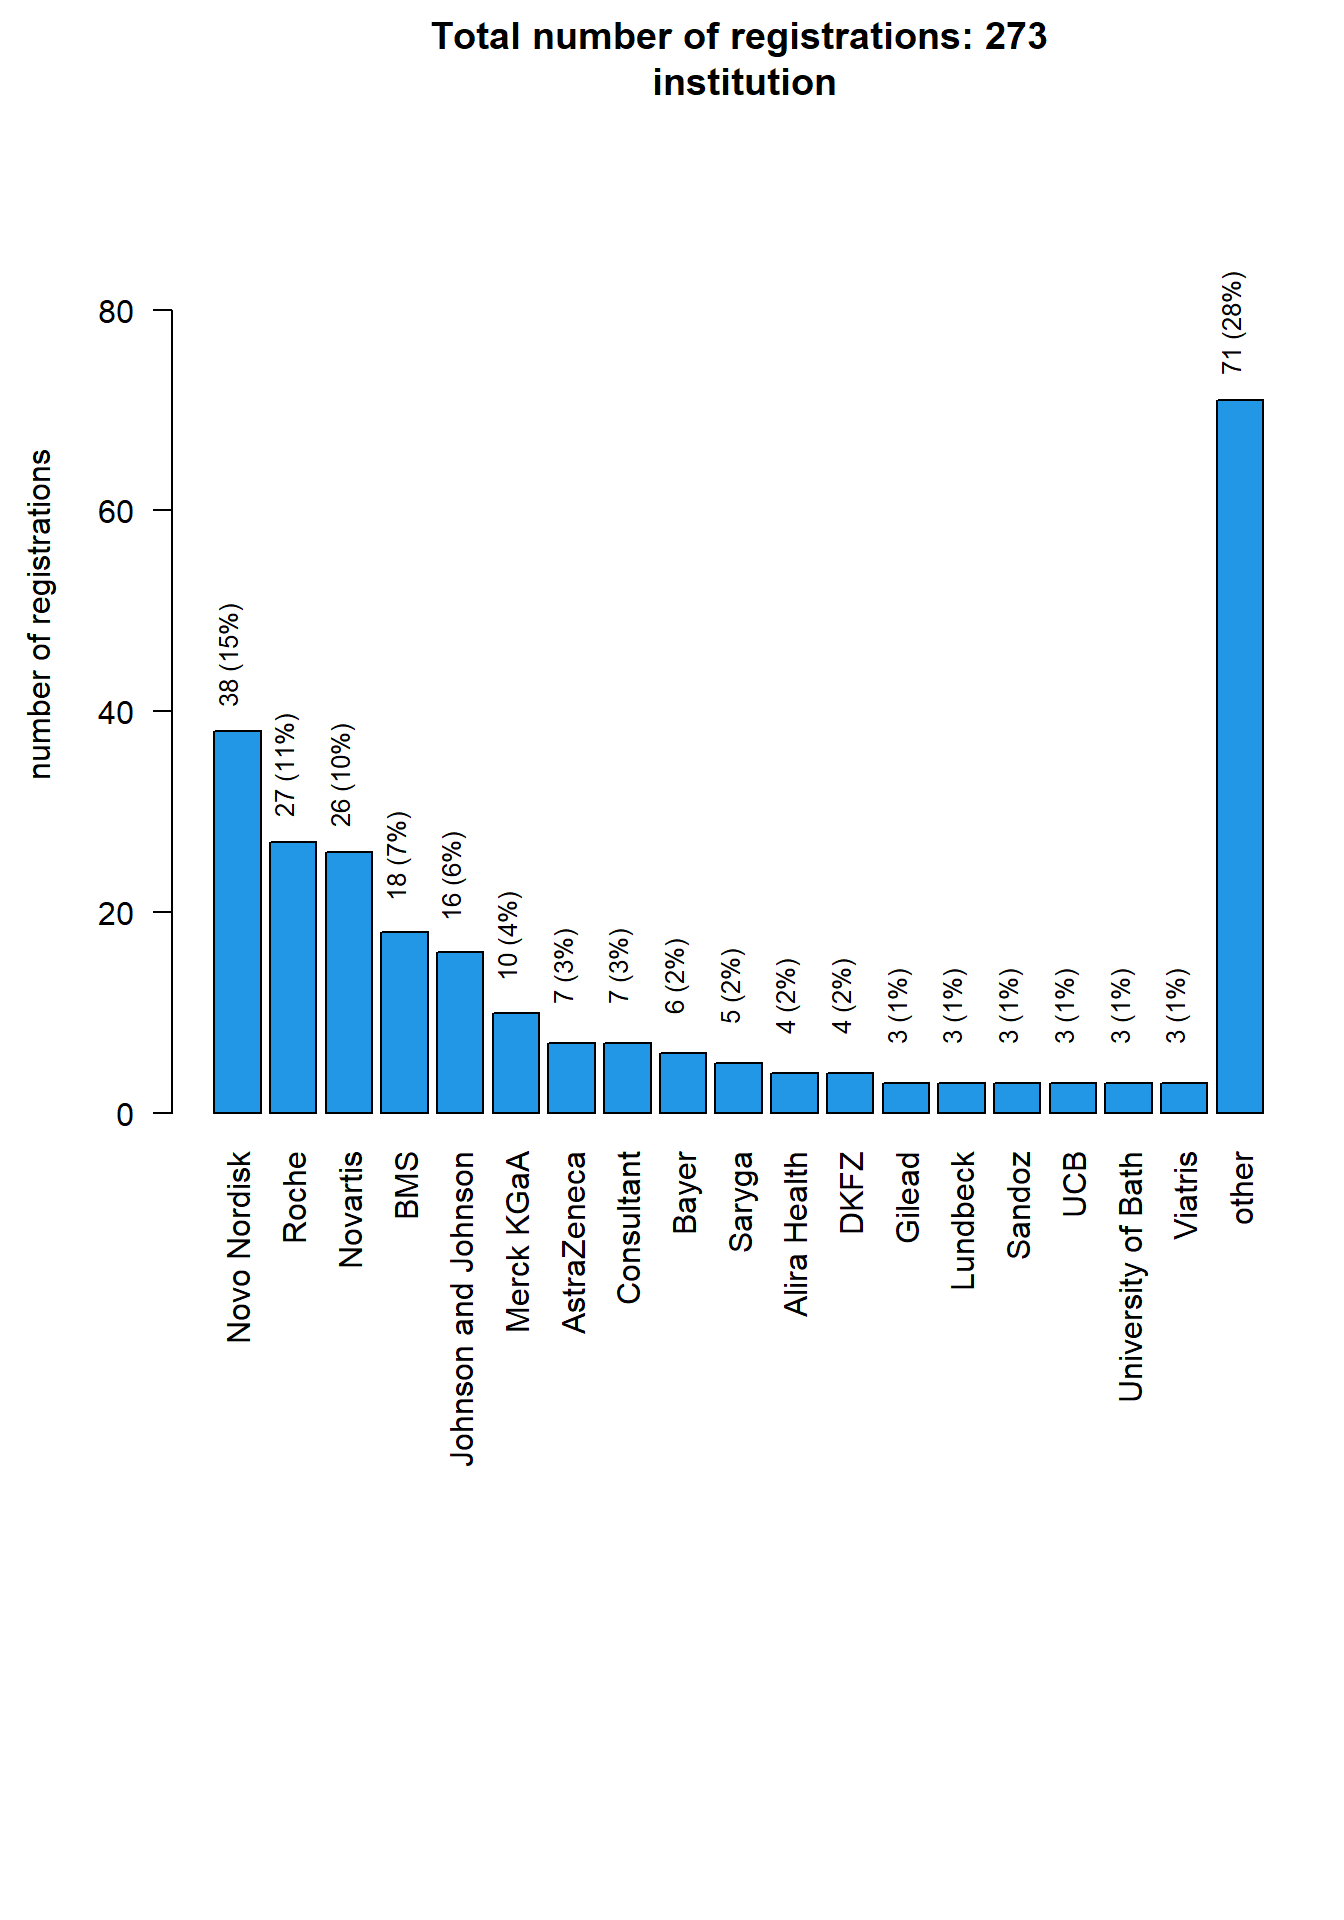 Total number of registrations: 273
institution
number of registrations
80
60
40
20
0
38 (15%)
27 (11%)
26 (10%)
18 (7%)
16 (6%)
10 (4%)
7 (3%)
7 (3%)
6 (2%)
5 (2%)
4 (2%)
4 (2%)
3 (1%)
3 (1%)
3 (1%)
3 (1%)
3 (1%)
3 (1%)
71 (28%)
Novo Nordisk
Roche
Novartis
BMS
Johnson and Johnson
Merck KGaA
AstraZeneca
Consultant
Bayer
Saryga
Alira Health
DKFZ
Gilead
Lundbeck
Sandoz
UCB
University of Bath
Viatris
other